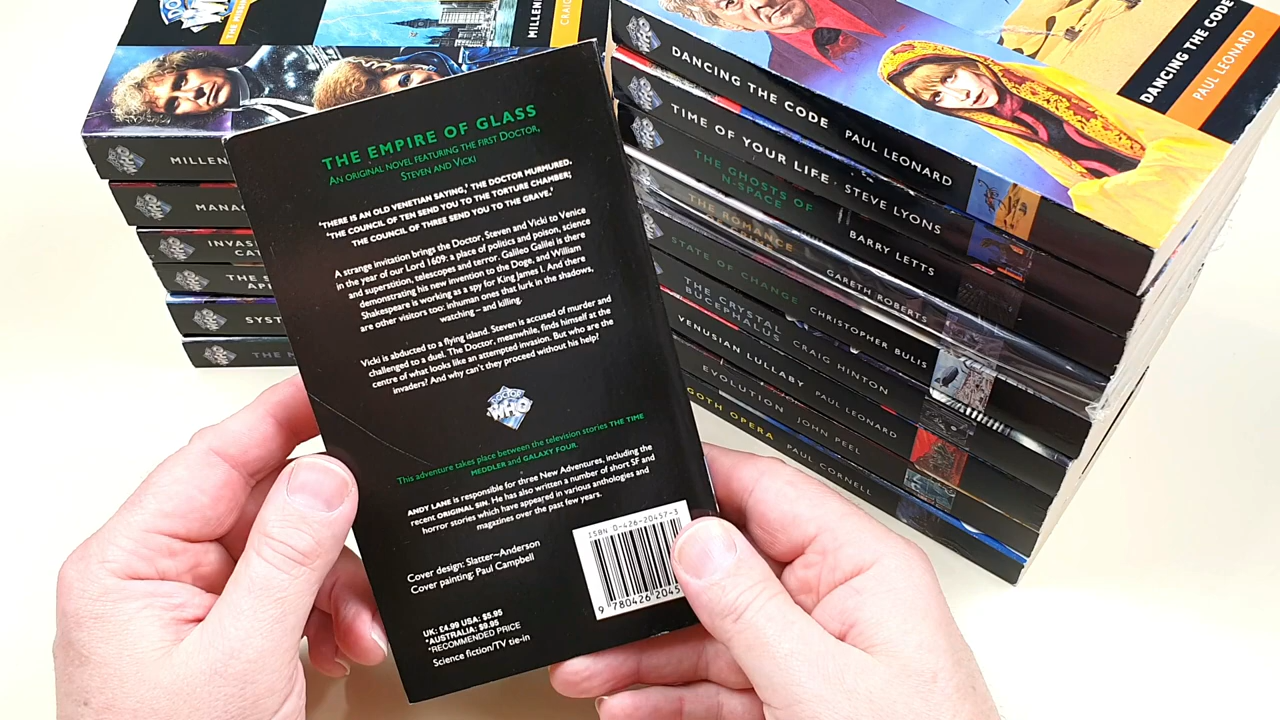 DOCTOR
WHO
THE MISSING
MILLEN
CRAIG
DANCING THE CODE
PAUL LEONARD
MILLEN
MANAG
INVAS
CAT
THE
AP
SYST
THE M
THE EMPIRE OF GLASS
AN ORIGINAL NOVEL FEATURING THE FIRST DOCTOR,
STEVEN AND VICKI
'THERE IS AN OLD VENETIAN SAYING,' THE DOCTOR MURMURED.
'"THE COUNCIL OF TEN SEND YOU TO THE TORTURE CHAMBER;
THE COUNCIL OF THREE SEND YOU TO THE GRAVE.'
A strange invitation brings the Doctor, Steven and Vicki to Venice
in the year of our Lord 1609: a place of politics and poison, science
and superstition, telescopes and terror. Galileo Galilei is there
demonstrating his new invention to the Doge, and William
Shakespeare is working as a spy for King James I. And there
are other visitors too: inhuman ones that lurk in the shadows,
watching – and killing.
Vicki is abducted to a flying island. Steven is accused of murder and
challenged to a duel. The Doctor, meanwhile, finds himself at the
centre of what looks like an attempted invasion. But who are the
invaders? And why can't they proceed without his help?
DOCTOR
WHO
This adventure takes place between the television stories THE TIME
MEDDLER and GALAXY FOUR.
ANDY LANE is responsible for three New Adventures, including the
recent ORIGINAL SIN. He has also written a number of short SF and
horror stories which have appeared in various anthologies and
magazines over the past few years.
Cover design: Slatter~Anderson
Cover painting: Paul Campbell
ISBN 0-426-20457-3
9 780426 2045
UK: £4.99 USA: $5.95
*AUSTRALIA: $9.95
*RECOMMENDED PRICE
Science fiction/TV tie-in
DANCING THE CODE PAUL LEONARD
TIME OF YOUR LIFE STEVE LYONS
THE GHOSTS OF
N-SPACE
BARRY LETTS
THE ROMANCE
OF CRIME
GARETH ROBERTS
STATE OF CHANGE CHRISTOPHER BULIS
THE CRYSTAL
BUCEPHALUS
CRAIG HINTON
VENUSIAN LULLABY PAUL LEONARD
EVOLUTION JOHN PEEL
GOTH OPERA PAUL CORNELL